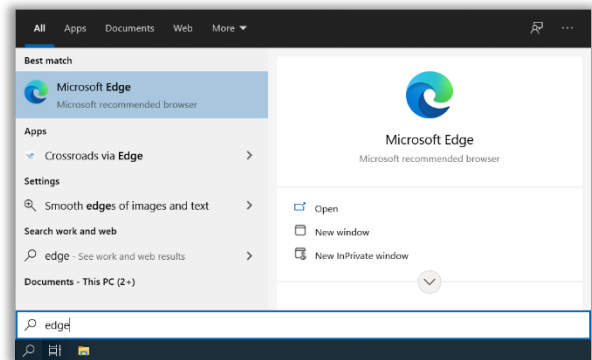 All Apps Documents Web More
Best match
Microsoft Edge
Microsoft recommended browser
Apps
Crossroads via Edge
Settings
Smooth edges of images and text
Search work and web
edge - See work and web results
Documents - This PC (2+)
Microsoft Edge
Microsoft recommended browser
Open
New window
New InPrivate window
edge